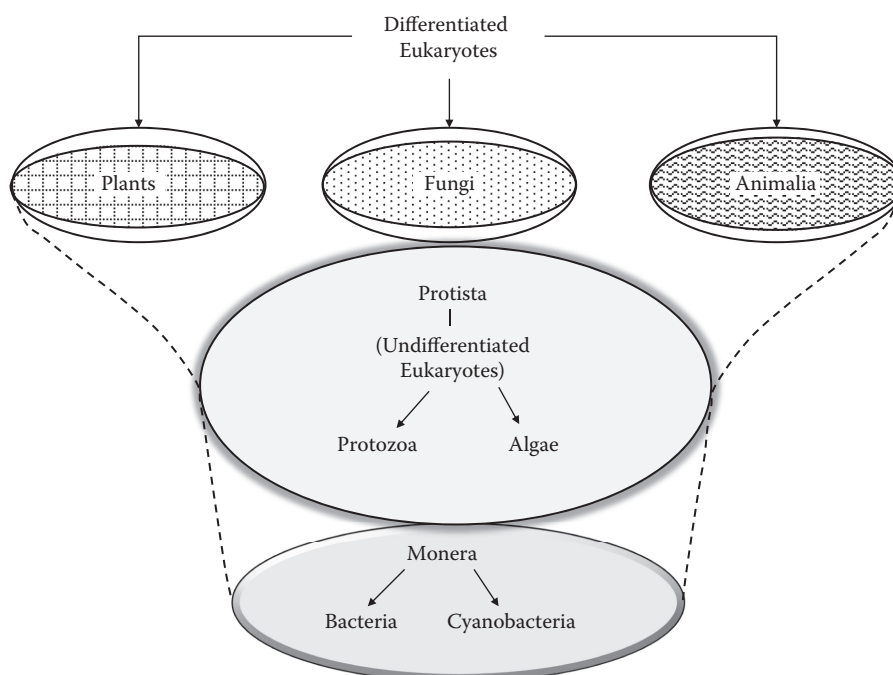 Differentiated
Eukaryotes
Plants
Fungi
Animalia
Protista
(Undifferentiated
Eukaryotes)
Protozoa
Algae
Monera
Bacteria
Cyanobacteria